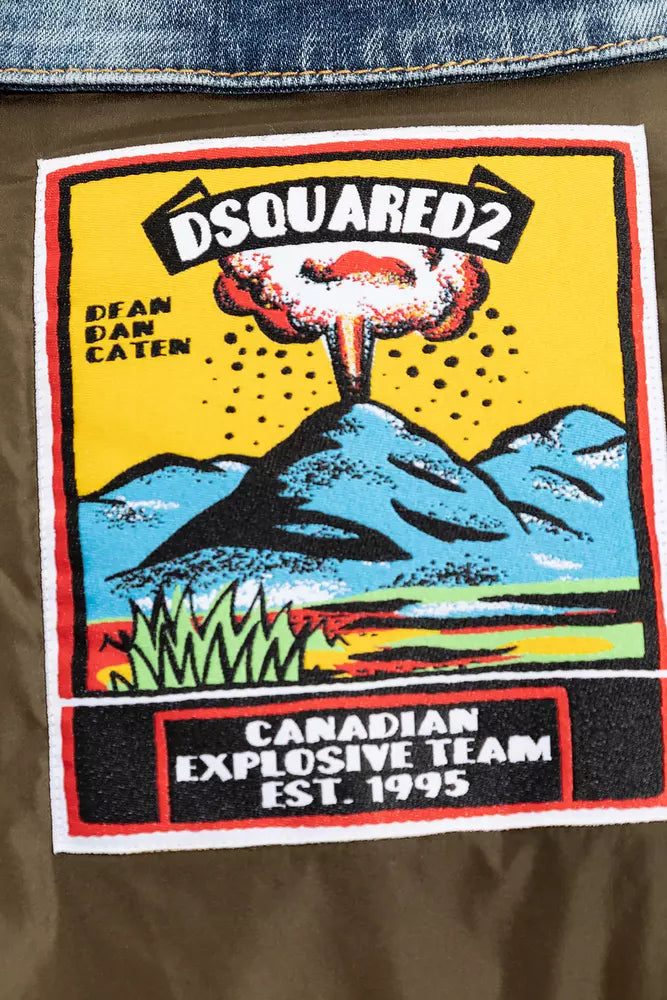 DSQUARED2
DEAN
DAN
CATEN
CANADIAN
EXPLOSIVE TEAM
EST. 1995